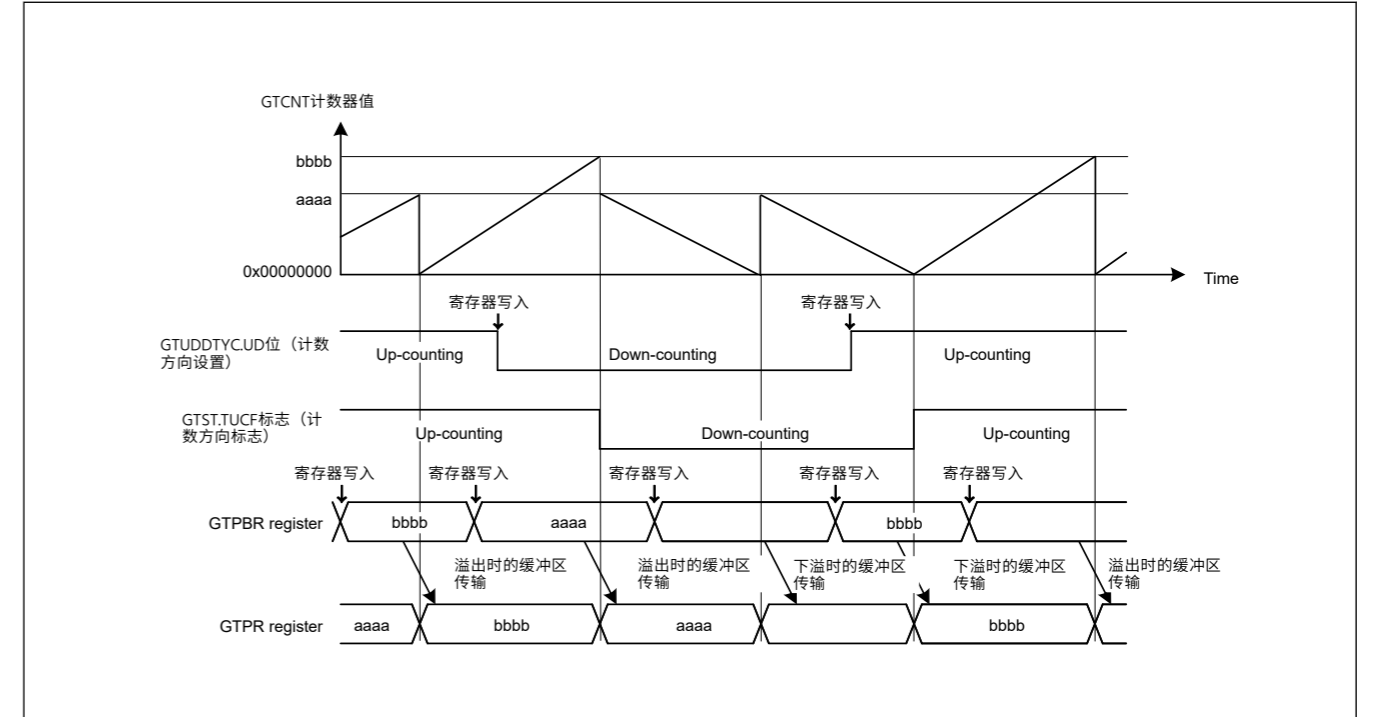 GTCNT计数器值
bbbb
aaaa
0x00000000
Time
寄存器写入
寄存器写入
GTUDDTYC.UD位（计数
方向设置）
Up-counting
Down-counting
Up-counting
GTST.TUCF标志（计
数方向标志）
Up-counting
Down-counting
Up-counting
寄存器写入
寄存器写入
寄存器写入
寄存器写入
寄存器写入
GTPBR register
bbbb
aaaa
bbbb
溢出时的缓冲区
传输
溢出时的缓冲区
传输
下溢时的缓冲区
传输
下溢时的缓冲区
传输
溢出时的缓冲区
传输
GTPR register
aaaa
bbbb
aaaa
bbbb